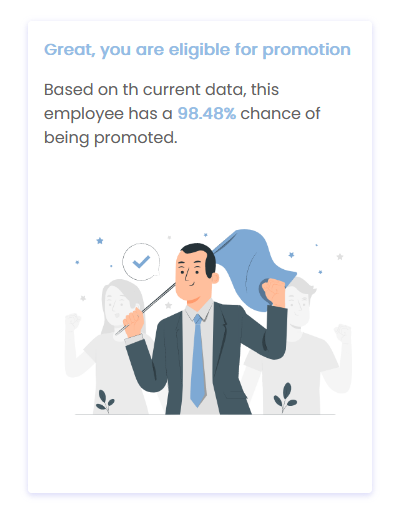 Great, you are eligible for promotion
Based on th current data, this
employee has a 98.48% chance of
being promoted.